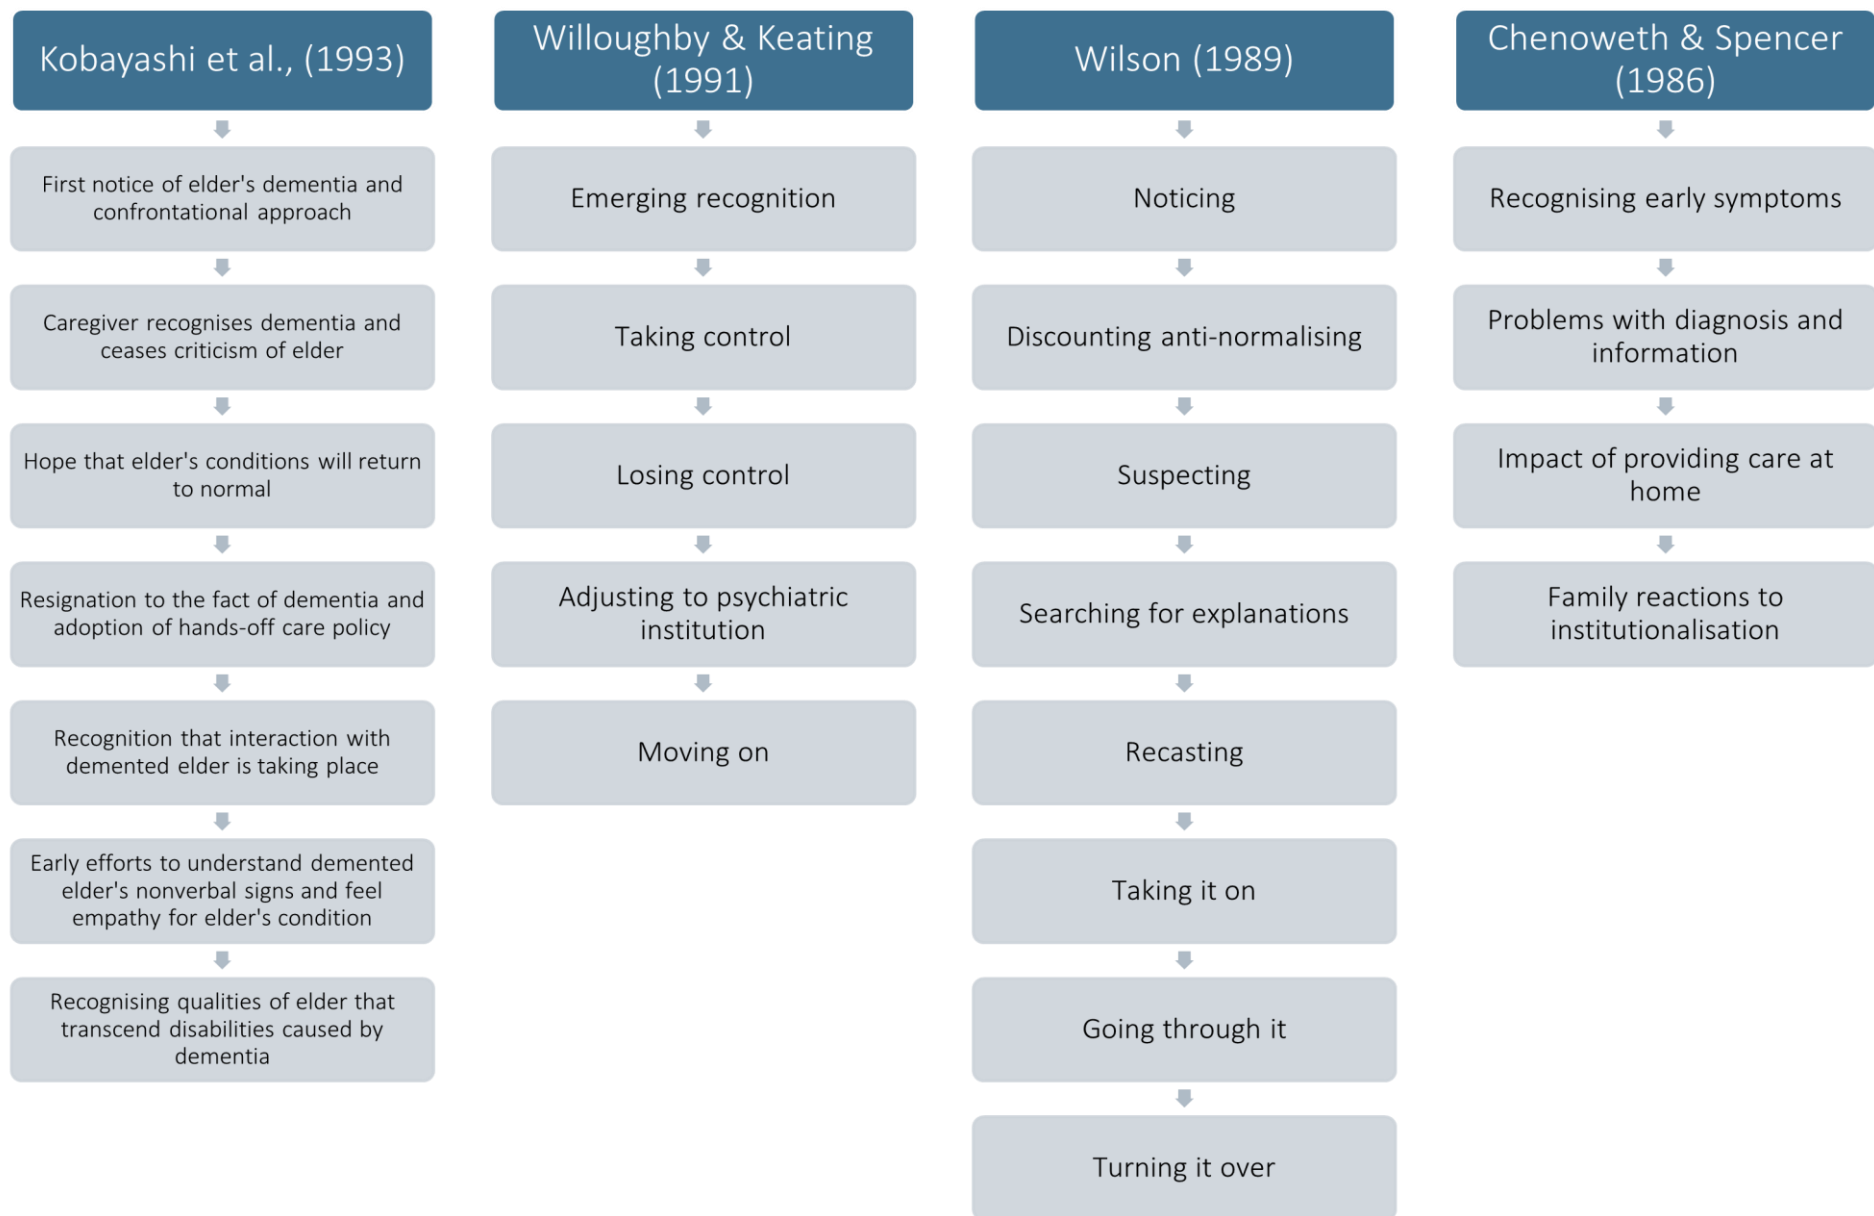 Kobayashi et al., (1993)
First notice of elder's dementia and
confrontational approach
Caregiver recognises dementia and
ceases criticism of elder
Hope that elder's conditions will return
to normal
Resignation to the fact of dementia and
adoption of hands-off care policy
Recognition that interaction with
demented elder is taking place
Early efforts to understand demented
elder's nonverbal signs and feel
empathy for elder's condition
Recognising qualities of elder that
transcend disabilities caused by
dementia
Willoughby & Keating
(1991)
Emerging recognition
Taking control
Losing control
Adjusting to psychiatric
institution
Moving on
Wilson (1989)
Noticing
Discounting anti-normalising
Suspecting
Searching for explanations
Recasting
Taking it on
Going through it
Turning it over
Chenoweth & Spencer
(1986)
Recognising early symptoms
Problems with diagnosis and
information
Impact of providing care at
home
Family reactions to
institutionalisation